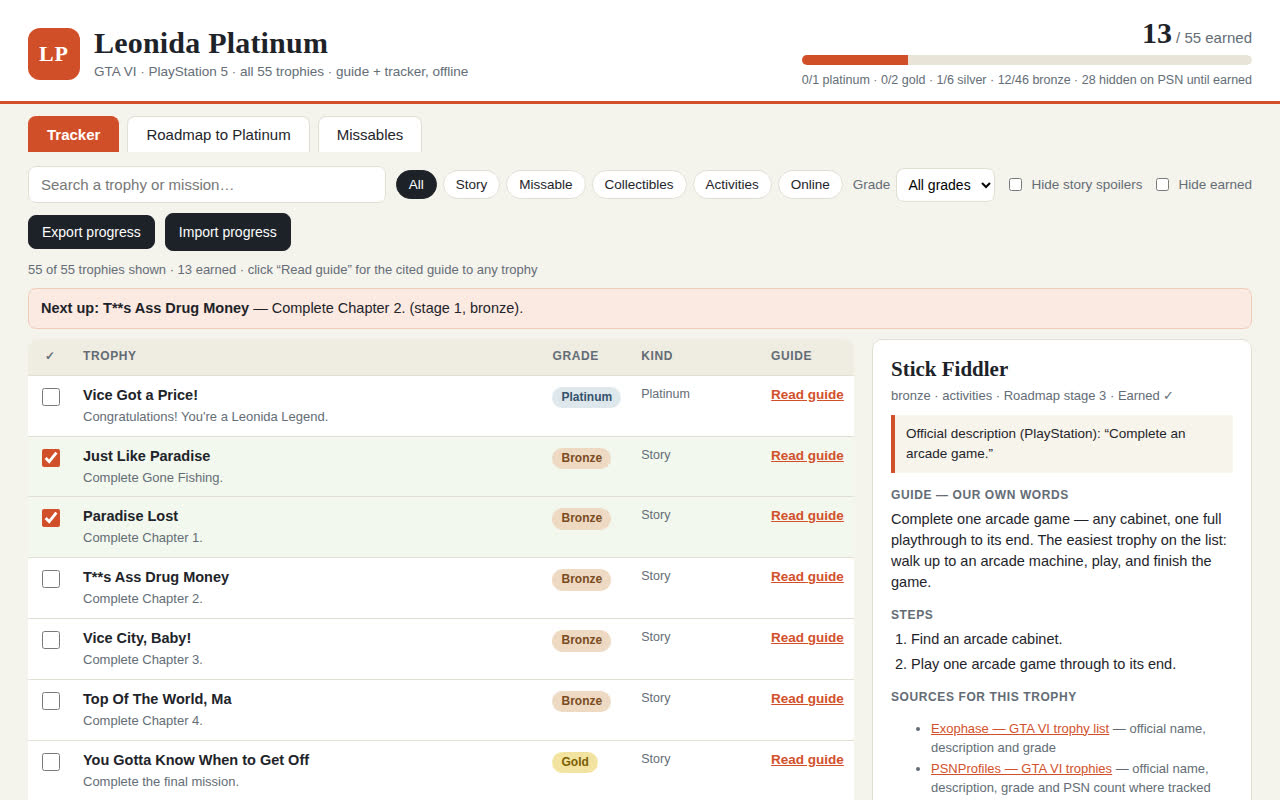 LP
Leonida Platinum
GTA VI · PlayStation 5 · all 55 trophies · guide + tracker, offline
13 / 55 earned
0/1 platinum · 0/2 gold · 1/6 silver · 12/46 bronze · 28 hidden on PSN until earned
Tracker Roadmap to Platinum Missables
Search a trophy or mission… All Story Missable Collectibles Activities Online Grade All grades Hide story spoilers Hide earned
Export progress Import progress
55 of 55 trophies shown · 13 earned · click “Read guide” for the cited guide to any trophy
Next up: T**s Ass Drug Money — Complete Chapter 2. (stage 1, bronze).
✓ TROPHY GRADE KIND GUIDE
Vice Got a Price! Platinum Platinum Read guide
Congratulations! You're a Leonida Legend.
Just Like Paradise Bronze Story Read guide
Complete Gone Fishing.
Paradise Lost Bronze Story Read guide
Complete Chapter 1.
T**s Ass Drug Money Bronze Story Read guide
Complete Chapter 2.
Vice City, Baby! Bronze Story Read guide
Complete Chapter 3.
Top Of The World, Ma Bronze Story Read guide
Complete Chapter 4.
You Gotta Know When to Get Off Gold Story Read guide
Complete the final mission.
Stick Fiddler
bronze · activities · Roadmap stage 3 · Earned ✓
Official description (PlayStation): “Complete an
arcade game.”
GUIDE — OUR OWN WORDS
Complete one arcade game — any cabinet, one full
playthrough to its end. The easiest trophy on the list:
walk up to an arcade machine, play, and finish the
game.
STEPS
1. Find an arcade cabinet.
2. Play one arcade game through to its end.
SOURCES FOR THIS TROPHY
• Exophase — GTA VI trophy list — official name,
description and grade
• PSNProfiles — GTA VI trophies — official name,
description, grade and PSN count where tracked